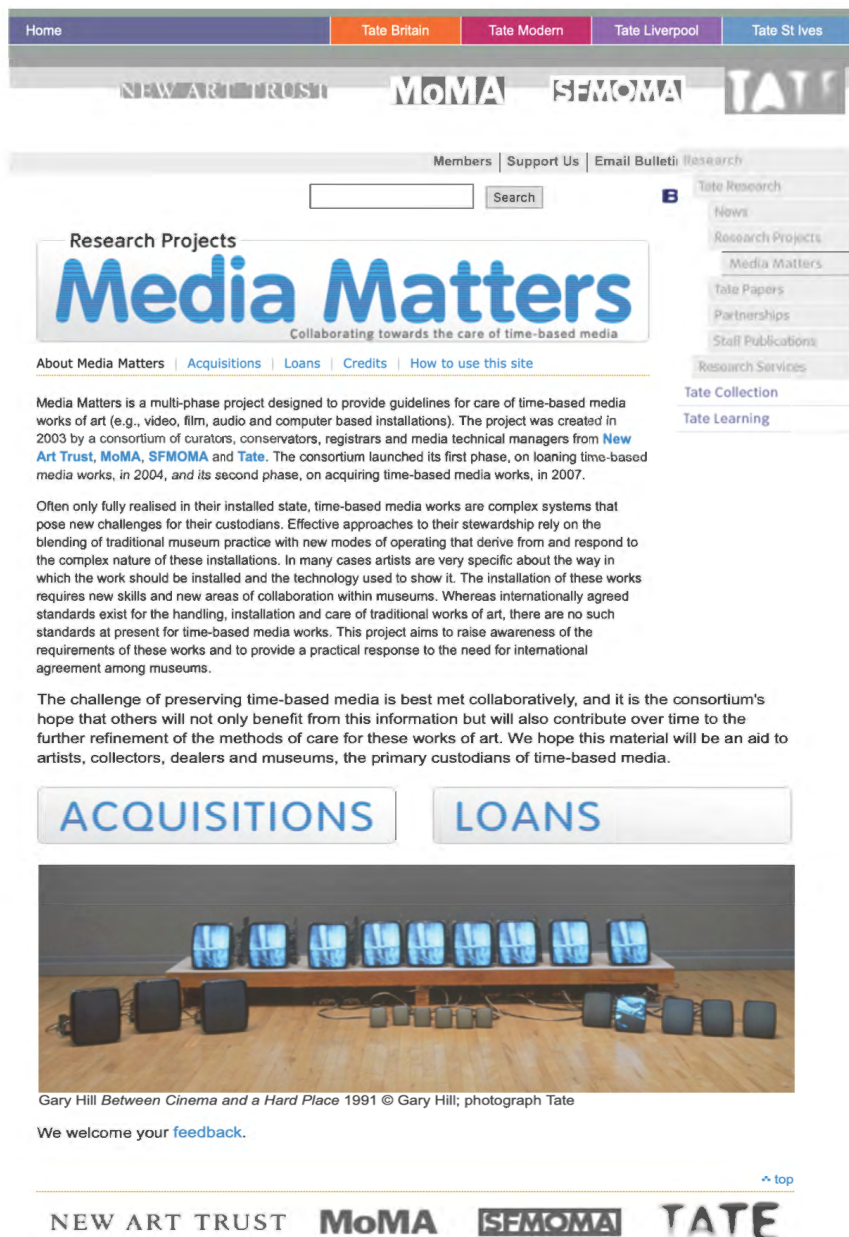 Home Tate Britain Tate Modern Tate Liverpool Tate St Ives
NEW ART TRUST MoMA SFMOMA TATE
Members | Support Us | Email Bulleti
Search
B
Research
Tate Research
News
Research Projects
Media Matters
Tate Papers
Partnerships
Staff Publications
Research Services
Tate Collection
Tate Learning
Research Projects
Media Matters
Collaborating towards the care of time-based media
About Media Matters | Acquisitions | Loans | Credits | How to use this site
Media Matters is a multi-phase project designed to provide guidelines for care of time-based media
works of art (e.g., video, film, audio and computer based installations). The project was created in
2003 by a consortium of curators, conservators, registrars and media technical managers from New
Art Trust, MoMA, SFMOMA and Tate. The consortium launched its first phase, on loaning time-based
media works, in 2004, and its second phase, on acquiring time-based media works, in 2007.
Often only fully realised in their installed state, time-based media works are complex systems that
pose new challenges for their custodians. Effective approaches to their stewardship rely on the
blending of traditional museum practice with new modes of operating that derive from and respond to
the complex nature of these installations. In many cases artists are very specific about the way in
which the work should be installed and the technology used to show it. The installation of these works
requires new skills and new areas of collaboration within museums. Whereas internationally agreed
standards exist for the handling, installation and care of traditional works of art, there are no such
standards at present for time-based media works. This project aims to raise awareness of the
requirements of these works and to provide a practical response to the need for international
agreement among museums.
The challenge of preserving time-based media is best met collaboratively, and it is the consortium's
hope that others will not only benefit from this information but will also contribute over time to the
further refinement of the methods of care for these works of art. We hope this material will be an aid to
artists, collectors, dealers and museums, the primary custodians of time-based media.
ACQUISITIONS LOANS
Gary Hill Between Cinema and a Hard Place 1991 © Gary Hill; photograph Tate
We welcome your feedback.
top
NEW ART TRUST MoMA SFMOMA TATE